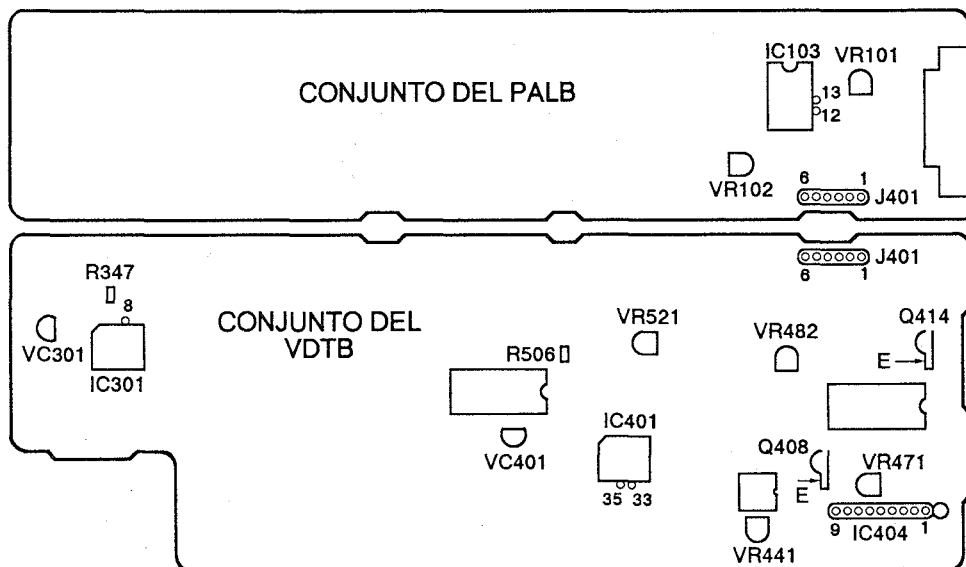 IC103
VR101
CONJUNTO DEL PALB
13
12
VR102
6
1
J401
6
1
J401
R347
8
VC301
IC301
CONJUNTO DEL
VDTB
VR521
R506
VR482
Q414
E
IC401
VC401
35
33
Q408
E
VR471
9
IC404
1
VR441